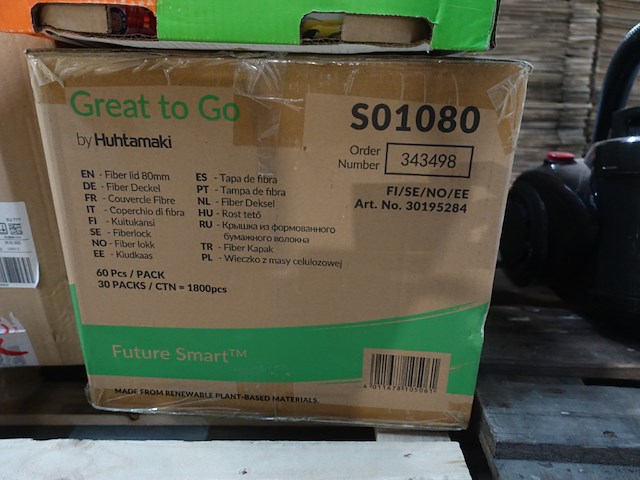 Great to Go
by Huhtamaki
S01080
Order
Number
343498
FI/SE/NO/EE
Art. No. 30195284
EN - Fiber lid 80mm
DE - Fiber Deckel
FR - Couvercle Fibre
IT - Coperchio di fibra
FI - Kuitukansi
SE - Fiberlock
NO - Fiber lokk
EE - Kiudkaas
ES - Tapa de fibra
PT - Tampa de fibra
NL - Fiber Deksel
HU - Rost tető
RU - Крышка из формованного
бумажного волокна
TR - Fiber Kapak
PL - Wieczko z masy celulozowej
60 Pcs / PACK
30 PACKS / CTN = 1800pcs
Future Smart™
MADE FROM RENEWABLE PLANT-BASED MATERIALS